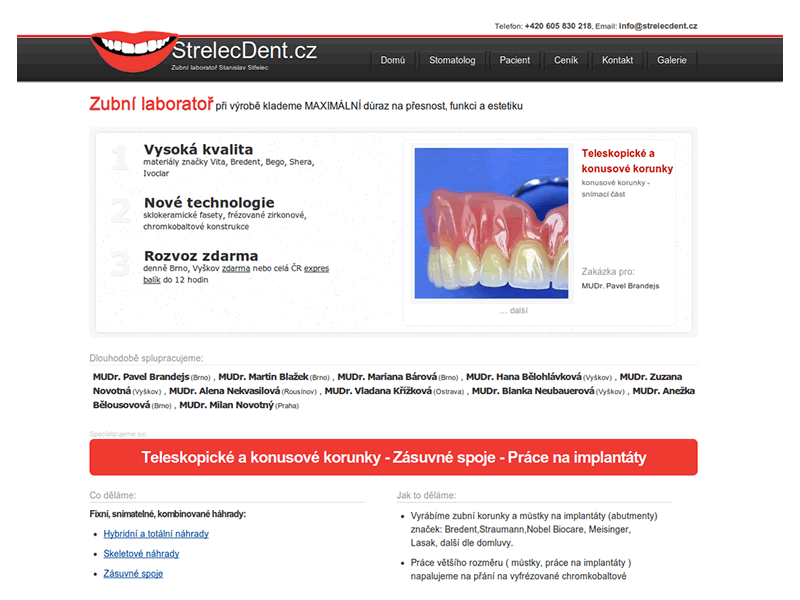 Telefon: +420 605 830 218, Email: info@strelecdent.cz
StrelecDent.cz
Zubní laboratoř Stanislav Střelec
Domů Stomatolog Pacient Ceník Kontakt Galerie
Zubní laboratoř při výrobě klademe MAXIMÁLNÍ důraz na přesnost, funkci a estetiku
1 Vysoká kvalita
materiály značky Vita, Bredent, Bego, Shera,
Ivoclar
2 Nové technologie
sklokeramické fasety, frézované zirkonové,
chromkobaltové konstrukce
3 Rozvoz zdarma
denně Brno, Vyškov zdarma nebo celá ČR expres
balík do 12 hodin
Teleskopické a
konusové korunky
konusové korunky -
snímací část
Zakázka pro:
MUDr. Pavel Brandejs
... další
Dlouhodobě splupracujeme:
MUDr. Pavel Brandejs (Brno) , MUDr. Martin Blažek (Brno) , MUDr. Mariana Bárová (Brno) , MUDr. Hana Bělohlávková (Vyškov) , MUDr. Zuzana
Novotná (Vyškov) , MUDr. Alena Nekvasilová (Rousínov) , MUDr. Vladana Křížková (Ostrava) , MUDr. Blanka Neubauerová (Vyškov) , MUDr. Anežka
Bělousovová (Brno) , MUDr. Milan Novotný (Praha)
Specializujeme se:
Teleskopické a konusové korunky - Zásuvné spoje - Práce na implantáty
Co děláme:
Fixní, snímatelné, kombinované náhrady:
Hybridní a totální náhrady
Skeletové náhrady
Zásuvné spoje
Jak to děláme:
Vyrábíme zubní korunky a můstky na implantáty (abutmenty)
značek: Bredent,Straumann,Nobel Biocare, Meisinger,
Lasak, další dle domluvy.
Práce většího rozměru ( můstky, práce na implantáty )
napalujeme na přání na vyfrézované chromkobaltové